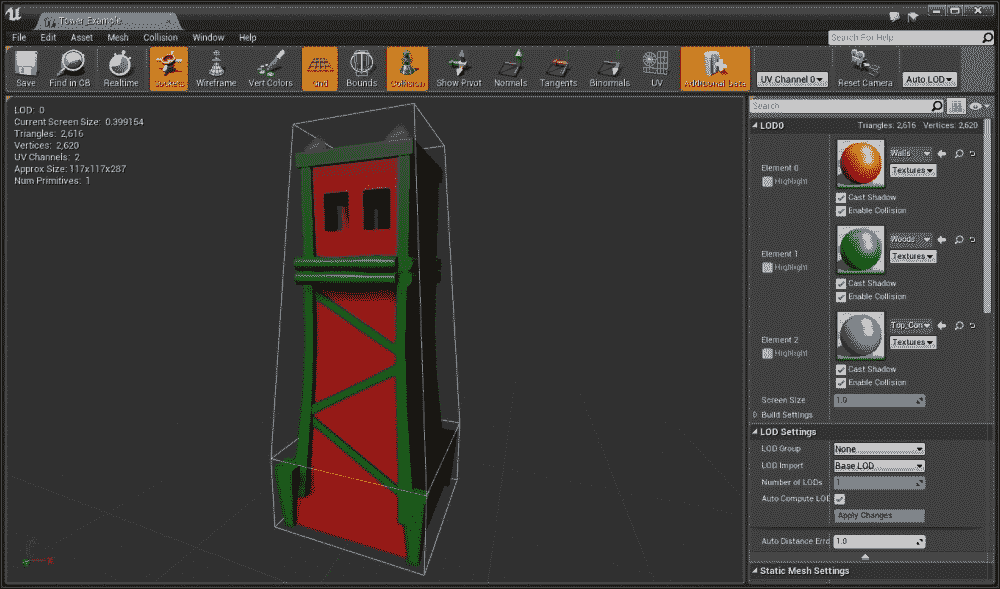 Tower_Example
File Edit Asset Mesh Collision Window Help
Search For Help
Save Find in CB Realtime Sockets Wireframe Vert Colors Grid Bounds Collision Show Pivot Normals Tangents Binormals UV Additional Data UV Channel 0 Reset Camera Auto LOD
LOD: 0
Current Screen Size: 0.399154
Triangles: 2,616
Vertices: 2,620
UV Channels: 2
Approx Size: 117x117x287
Num Primitives: 1
Search
LOD0 Triangles: 2,616 Vertices: 2,620
Walls
Element 0 Textures
Highlight
Cast Shadow
Enable Collision
Woods
Element 1 Textures
Highlight
Cast Shadow
Enable Collision
Top_Con
Element 2 Textures
Highlight
Cast Shadow
Enable Collision
Screen Size 1.0
Build Settings
LOD Settings
LOD Group None
LOD Import Base LOD
Number of LODs 1
Auto Compute LOD
Apply Changes
Auto Distance Erro 1.0
Static Mesh Settings